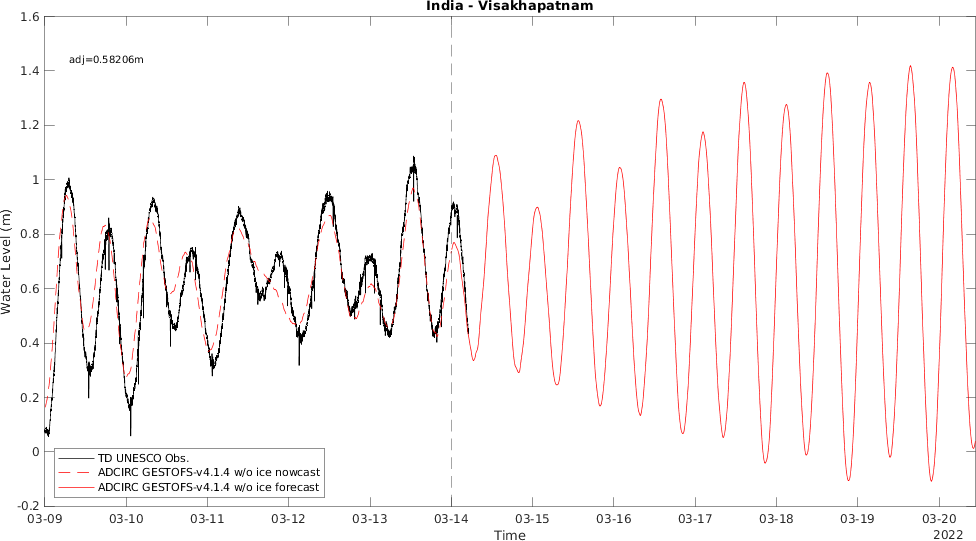 India - Visakhapatnam
adj=0.58206m
1.6
1.4
1.2
1
0.8
0.6
0.4
0.2
0
-0.2
Water Level (m)
TD UNESCO Obs.
ADCIRC GESTOFS-v4.1.4 w/o ice nowcast
ADCIRC GESTOFS-v4.1.4 w/o ice forecast
03-09 03-10 03-11 03-12 03-13 03-14 03-15 03-16 03-17 03-18 03-19 03-20
Time
2022